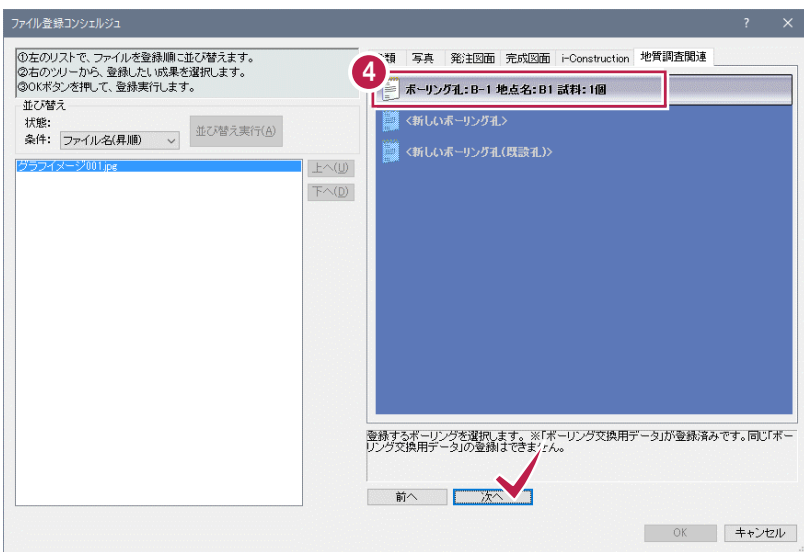 ファイル登録コンシェルジュ
①左のリストで、ファイルを登録順に並び替えます。
②右のツリーから、登録したい成果を選択します。
③OKボタンを押して、登録実行します。
並び替え
状態:
条件: ファイル名(昇順)
並び替え実行(A)
グラフイメージ001.jpg
上へ(U)
下へ(D)
類 写真 発注図面 完成図面 i-Construction 地質調査関連
4
ボーリング孔:B-1 地点名:B1 試料:1個
<新しいボーリング孔>
<新しいボーリング孔(既設孔)>
登録するボーリングを選択します。※「ボーリング交換用データ」が登録済みです。同じ「ボー
リング交換用データ」の登録はできません。
前へ
次へ
OK
キャンセル